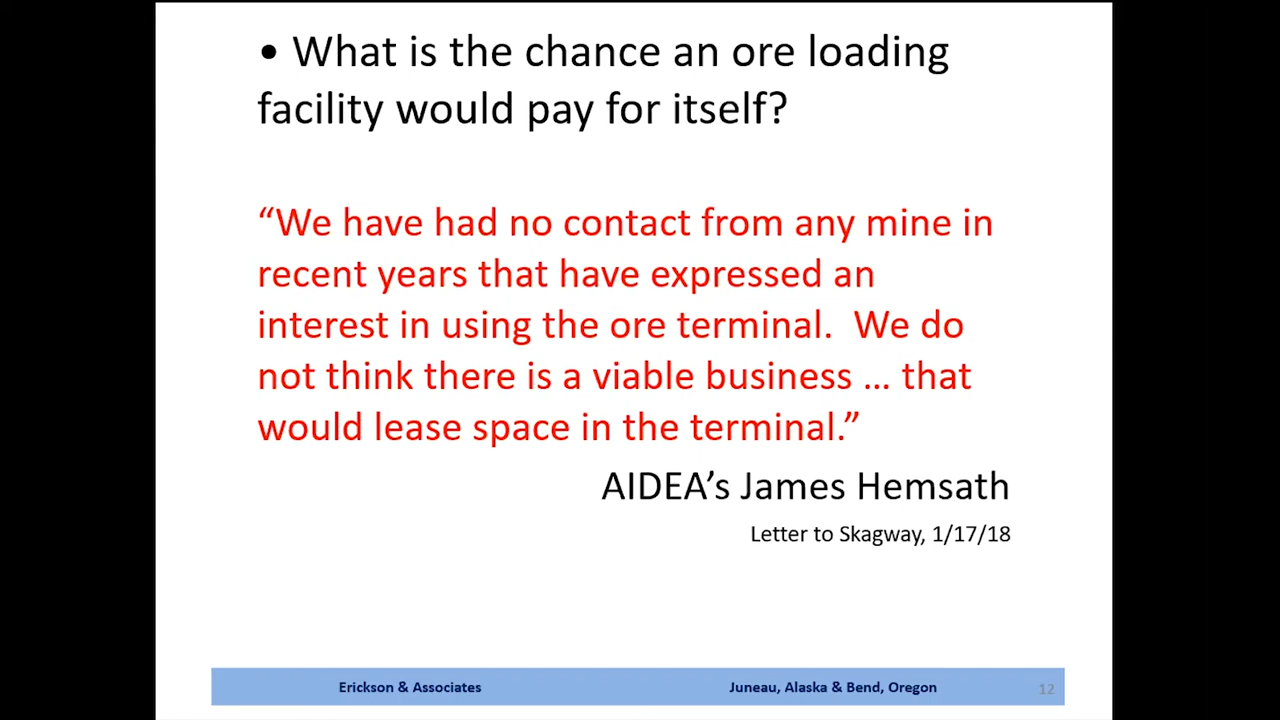 • What is the chance an ore loading
facility would pay for itself?
“We have had no contact from any mine in
recent years that have expressed an
interest in using the ore terminal.  We do
not think there is a viable business … that
would lease space in the terminal.”
AIDEA’s James Hemsath
Letter to Skagway, 1/17/18
Erickson & Associates
Juneau, Alaska & Bend, Oregon
12